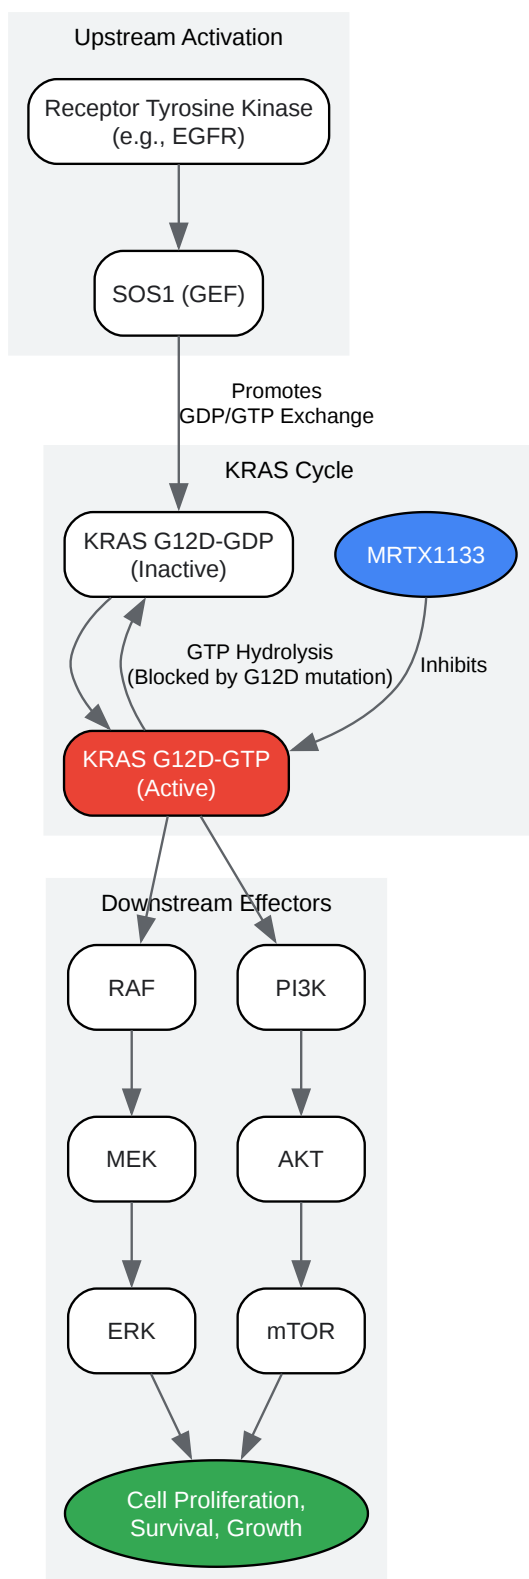 Upstream Activation
Receptor Tyrosine Kinase
(e.g., EGFR)
SOS1 (GEF)
Promotes
GDP/GTP Exchange
KRAS Cycle
KRAS G12D-GDP
(Inactive)
MRTX1133
GTP Hydrolysis
(Blocked by G12D mutation)
Inhibits
KRAS G12D-GTP
(Active)
Downstream Effectors
RAF
PI3K
MEK
AKT
ERK
mTOR
Cell Proliferation,
Survival, Growth